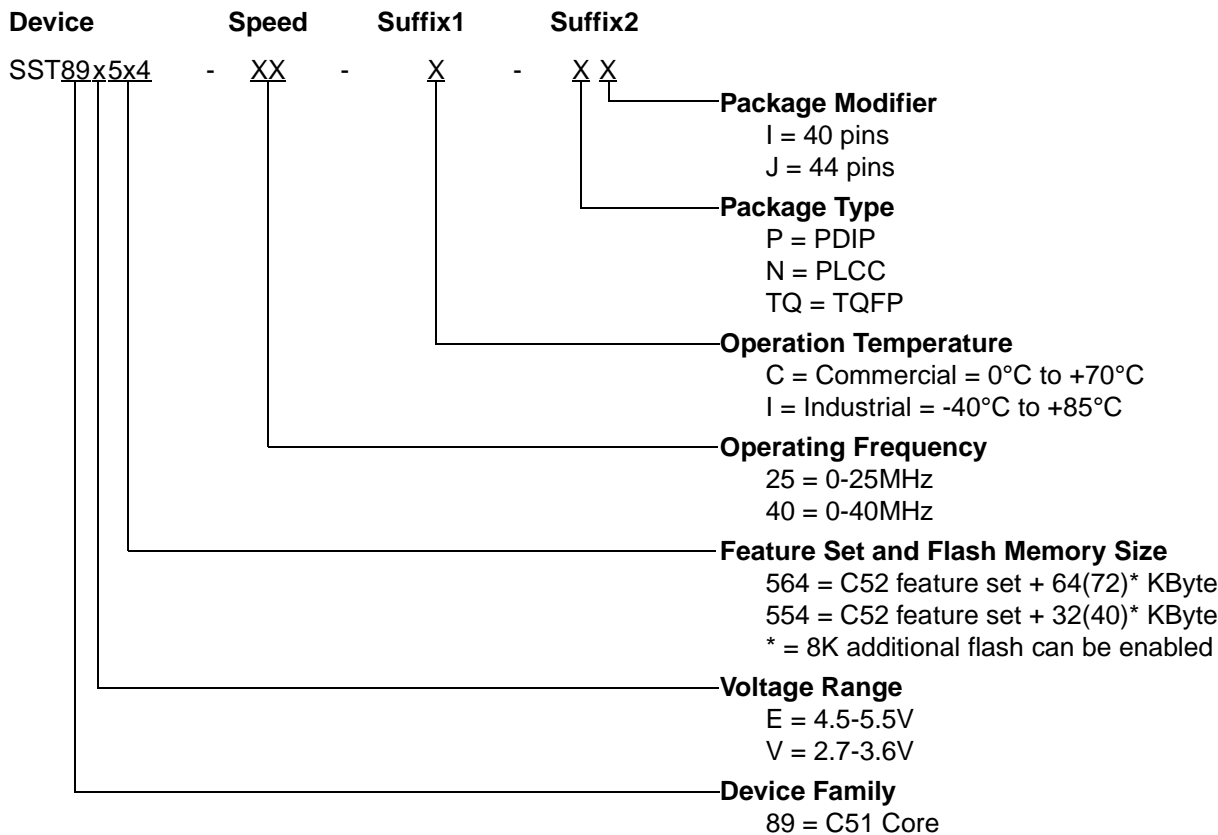 Device Speed Suffix1 Suffix2
SST89x5x4 - XX - X - X X
Package Modifier
I = 40 pins
J = 44 pins
Package Type
P = PDIP
N = PLCC
TQ = TQFP
Operation Temperature
C = Commercial = 0°C to +70°C
I = Industrial = -40°C to +85°C
Operating Frequency
25 = 0-25MHz
40 = 0-40MHz
Feature Set and Flash Memory Size
564 = C52 feature set + 64(72)* KByte
554 = C52 feature set + 32(40)* KByte
* = 8K additional flash can be enabled
Voltage Range
E = 4.5-5.5V
V = 2.7-3.6V
Device Family
89 = C51 Core